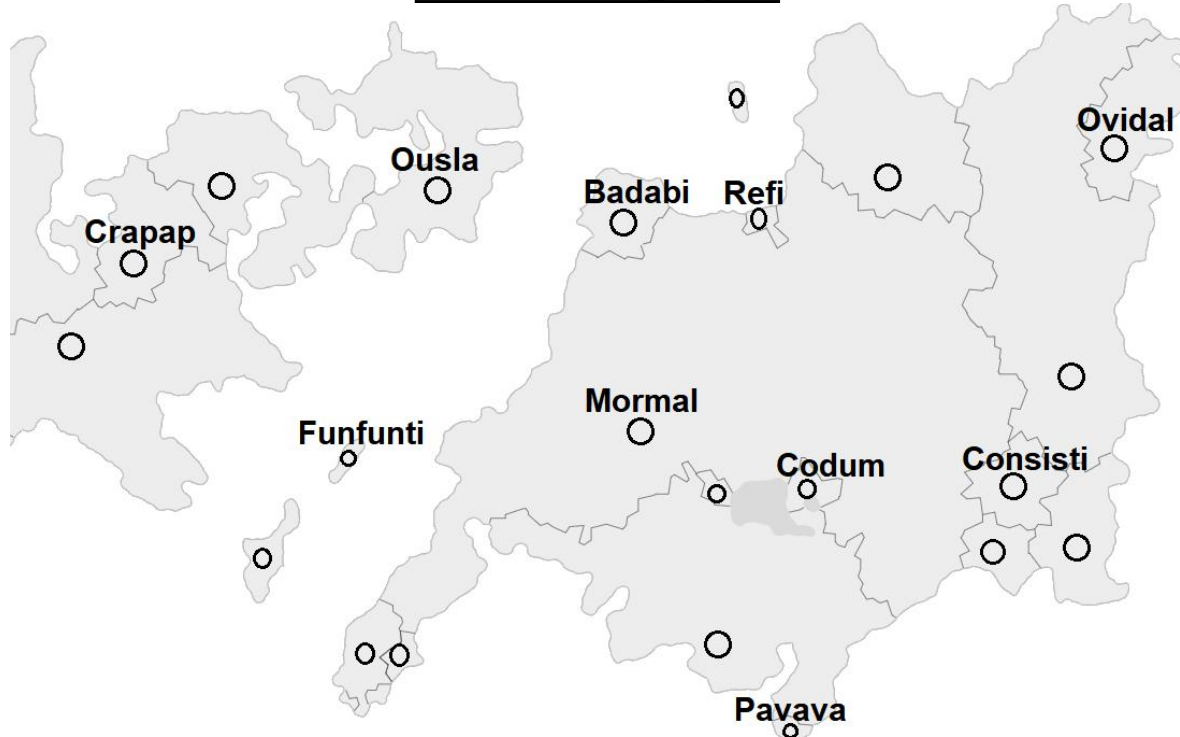 Ovidal
Ousla
Badabi
Refi
Crapap
Mormal
Funfunti
Codum
Consisti
Pavava